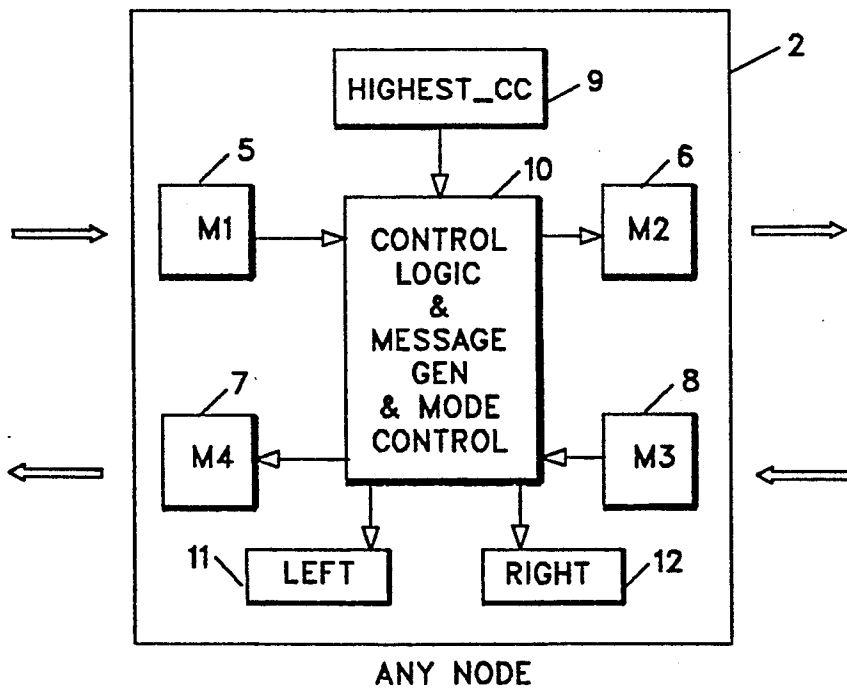 2
HIGHEST_CC
9
5
10
6
M1
CONTROL
LOGIC
&
MESSAGE
GEN
& MODE
CONTROL
M2
7
8
M4
M3
11
LEFT
RIGHT
12
ANY NODE